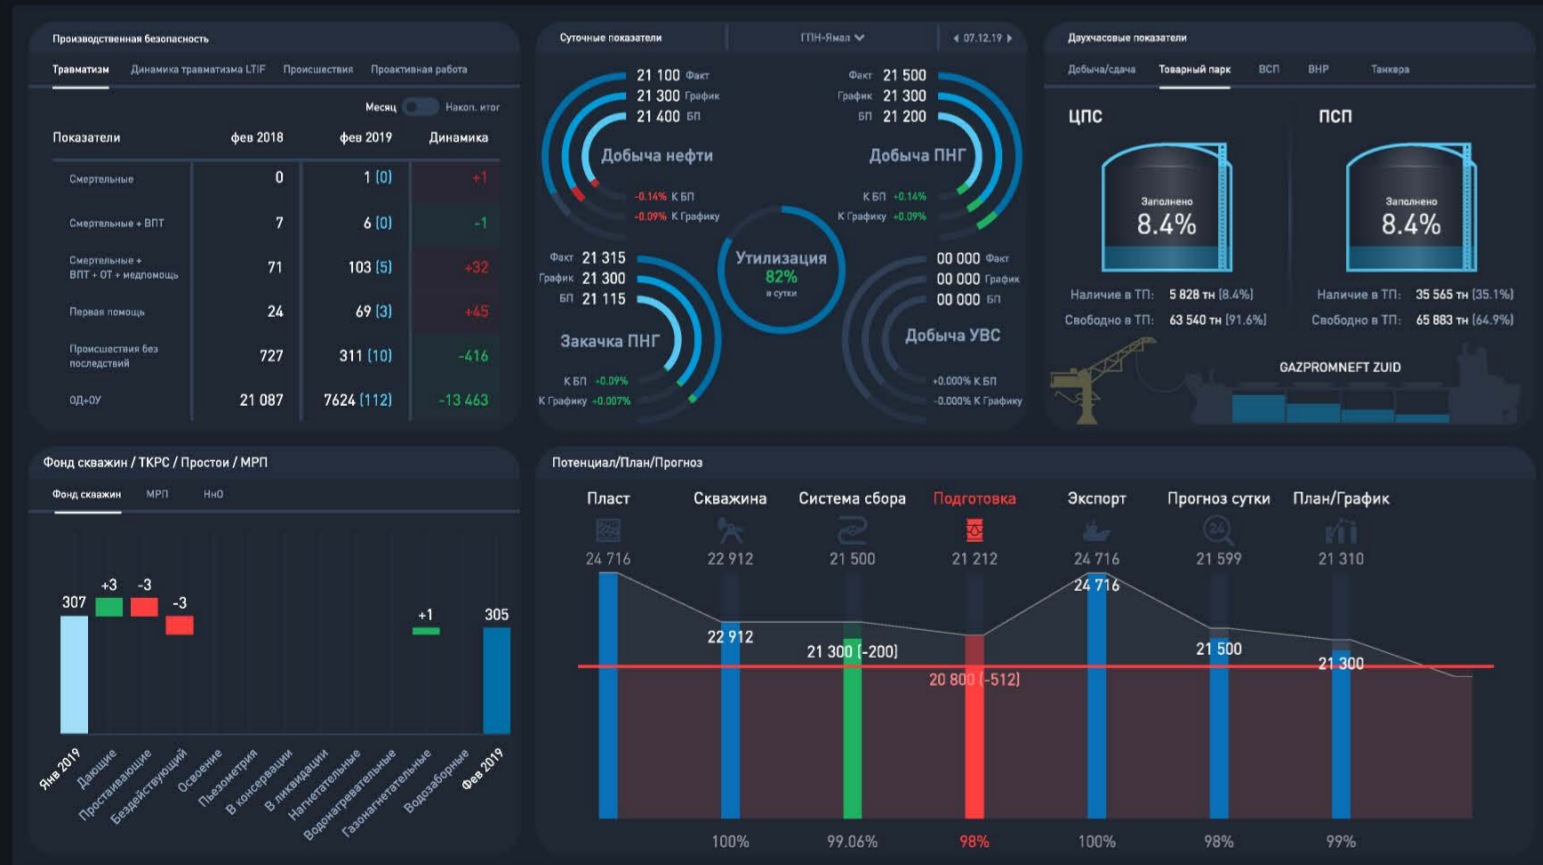 Производственная безопасность
Травматизм Динамика травматизма LTIF Происшествия Проактивная работа
Месяц Накоп. итог
Показатели фев 2018 фев 2019 Динамика
Смертельные 0 1 (0) +1
Смертельные + ВПТ 7 6 (0) -1
Смертельные +
ВПТ + ОТ + медпомощь 71 103 (5) +32
Первая помощь 24 69 (3) +45
Происшествия без
последствий 727 311 (10) -416
ОД+ОУ 21 087 7624 (112) -13 463
Суточные показатели ГПН-Ямал 07.12.19
21 100 Факт
21 300 График
21 400 БП
Добыча нефти
-0.14% К БП
-0.09% К Графику
Факт 21 500
График 21 300
БП 21 200
Добыча ПНГ
К БП +0.14%
К Графику +0.09%
Утилизация
82%
в сутки
Факт 21 315
График 21 300
БП 21 115
Закачка ПНГ
К БП +0.09%
К Графику +0.007%
00 000 Факт
00 000 График
00 000 БП
Добыча УВС
+0.000% К БП
-0.000% К Графику
Двухчасовые показатели
Добыча/сдача Товарный парк ВСП ВНР Танкера
ЦПС
Заполнено
8.4%
Наличие в ТП: 5 828 тн (8.4%)
Свободно в ТП: 63 540 тн (91.6%)
ПСП
Заполнено
8.4%
Наличие в ТП: 35 565 тн (35.1%)
Свободно в ТП: 65 883 тн (64.9%)
GAZPROMNEFT ZUID
Фонд скважин / ТКРС / Простои / МРП
Фонд скважин МРП НнО
307 +3 -3 -3 +1 305
Янв 2019
Дающие
Простаивающие
Бездействующий
Освоение
Пьезометрия
В консервации
В ликвидации
Нагнетательные
Водонагревательные
Газонагнетательные
Водозаборные
Фев 2019
Потенциал/План/Прогноз
Пласт Скважина Система сбора Подготовка Экспорт Прогноз сутки План/График
24
24 716 22 912 21 500 21 212 24 716 21 599 21 310
24 716
22 912
21 300 (-200)
20 800 (-512)
21 500
21 300
100% 99.06% 98% 100% 98% 99%